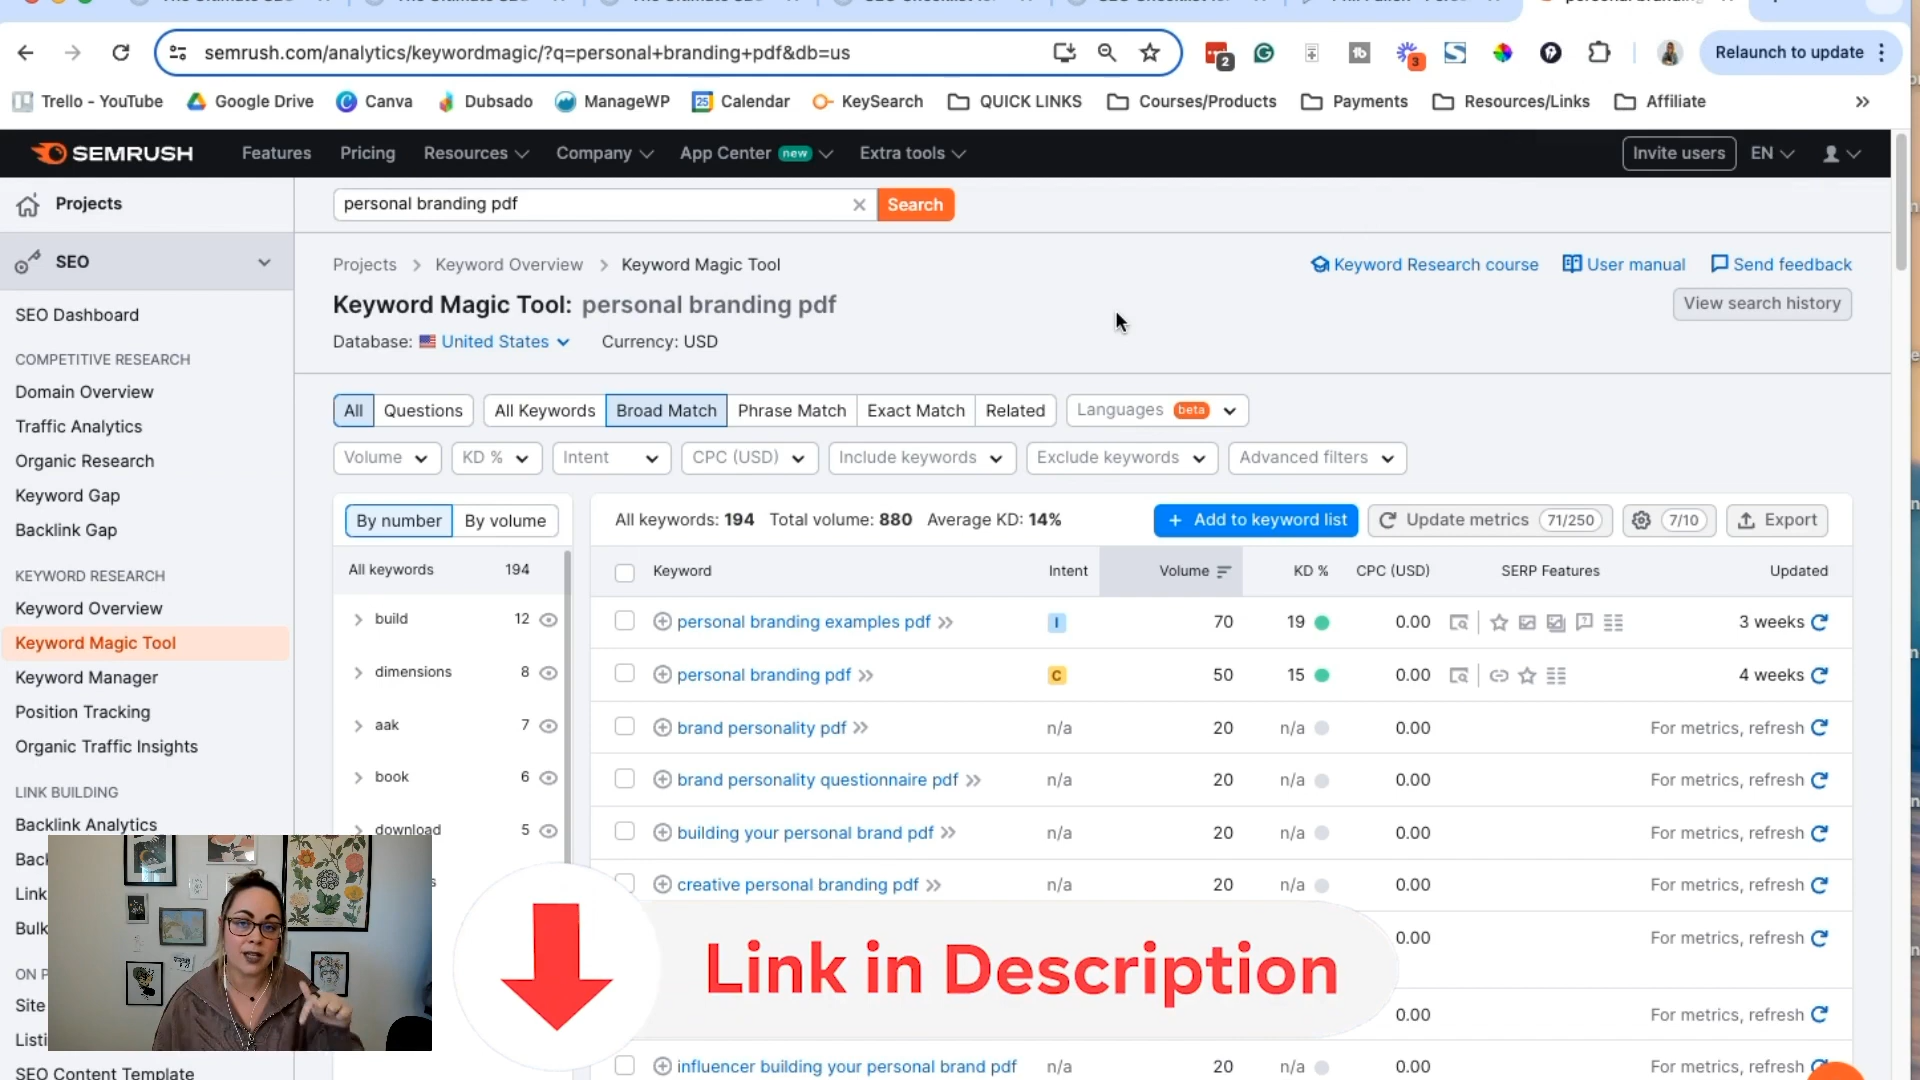 semrush.com/analytics/keywordmagic/?q=personal+branding+pdf&db=us
2
3
Relaunch to update
Trello - YouTube
Google Drive
Canva
Dubsado
ManageWP
Calendar
KeySearch
QUICK LINKS
Courses/Products
Payments
Resources/Links
Affiliate
SEMRUSH
Features
Pricing
Resources
Company
App Center new
Extra tools
Invite users
EN
Projects
personal branding pdf
Search
SEO
Projects > Keyword Overview > Keyword Magic Tool
Keyword Research course
User manual
Send feedback
Keyword Magic Tool: personal branding pdf
View search history
Database: United States
Currency: USD
SEO Dashboard
COMPETITIVE RESEARCH
Domain Overview
Traffic Analytics
Organic Research
Keyword Gap
Backlink Gap
KEYWORD RESEARCH
Keyword Overview
Keyword Magic Tool
Keyword Manager
Position Tracking
Organic Traffic Insights
LINK BUILDING
Backlink Analytics
Link
Bulk
Site
SEO Content Template
All
Questions
All Keywords
Broad Match
Phrase Match
Exact Match
Related
Languages beta
Volume
KD %
Intent
CPC (USD)
Include keywords
Exclude keywords
Advanced filters
By number
By volume
All keywords 194
build 12
dimensions 8
aak 7
book 6
download 5
All keywords: 194 Total volume: 880 Average KD: 14%
+ Add to keyword list
Update metrics 71/250
7/10
Export
Keyword Intent Volume KD % CPC (USD) SERP Features Updated
personal branding examples pdf I 70 19 0.00 3 weeks
personal branding pdf C 50 15 0.00 4 weeks
brand personality pdf n/a 20 n/a 0.00 For metrics, refresh
brand personality questionnaire pdf n/a 20 n/a 0.00 For metrics, refresh
building your personal brand pdf n/a 20 n/a 0.00 For metrics, refresh
creative personal branding pdf n/a 20 n/a 0.00 For metrics, refresh
0.00 For metrics, refresh
0.00 For metrics, refresh
influencer building your personal brand pdf n/a 20 n/a 0.00 For metrics, refresh
Link in Description